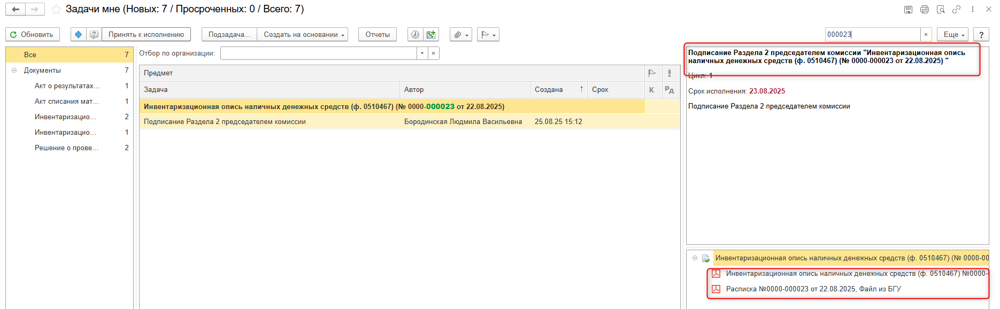 Задачи мне (Новых: 7 / Просроченных: 0 / Всего: 7)
Обновить
Принять к исполнению
Подзадача...
Создать на основании
Отчеты
000023
×
Еще
?
Все 7
Документы 7
Акт о результатах... 1
Акт списания мат... 1
Инвентаризацио... 2
Инвентаризацио... 1
Решение о прове... 2
Отбор по организации:
×
Предмет
Задача Автор Создана ↑ Срок К РД
Инвентаризационная опись наличных денежных средств (ф. 0510467) (№ 0000-000023 от 22.08.2025)
Подписание Раздела 2 председателем комиссии Бородинская Людмила Васильевна 25.08.25 15:12
Подписание Раздела 2 председателем комиссии "Инвентаризационная опись
наличных денежных средств (ф. 0510467) (№ 0000-000023 от 22.08.2025) "
Цикл: 1
Срок исполнения: 23.08.2025
Подписание Раздела 2 председателем комиссии
Инвентаризационная опись наличных денежных средств (ф. 0510467) (№ 0000-00
Инвентаризационная опись наличных денежных средств (ф. 0510467) №0000-
Расписка №0000-000023 от 22.08.2025, Файл из БГУ